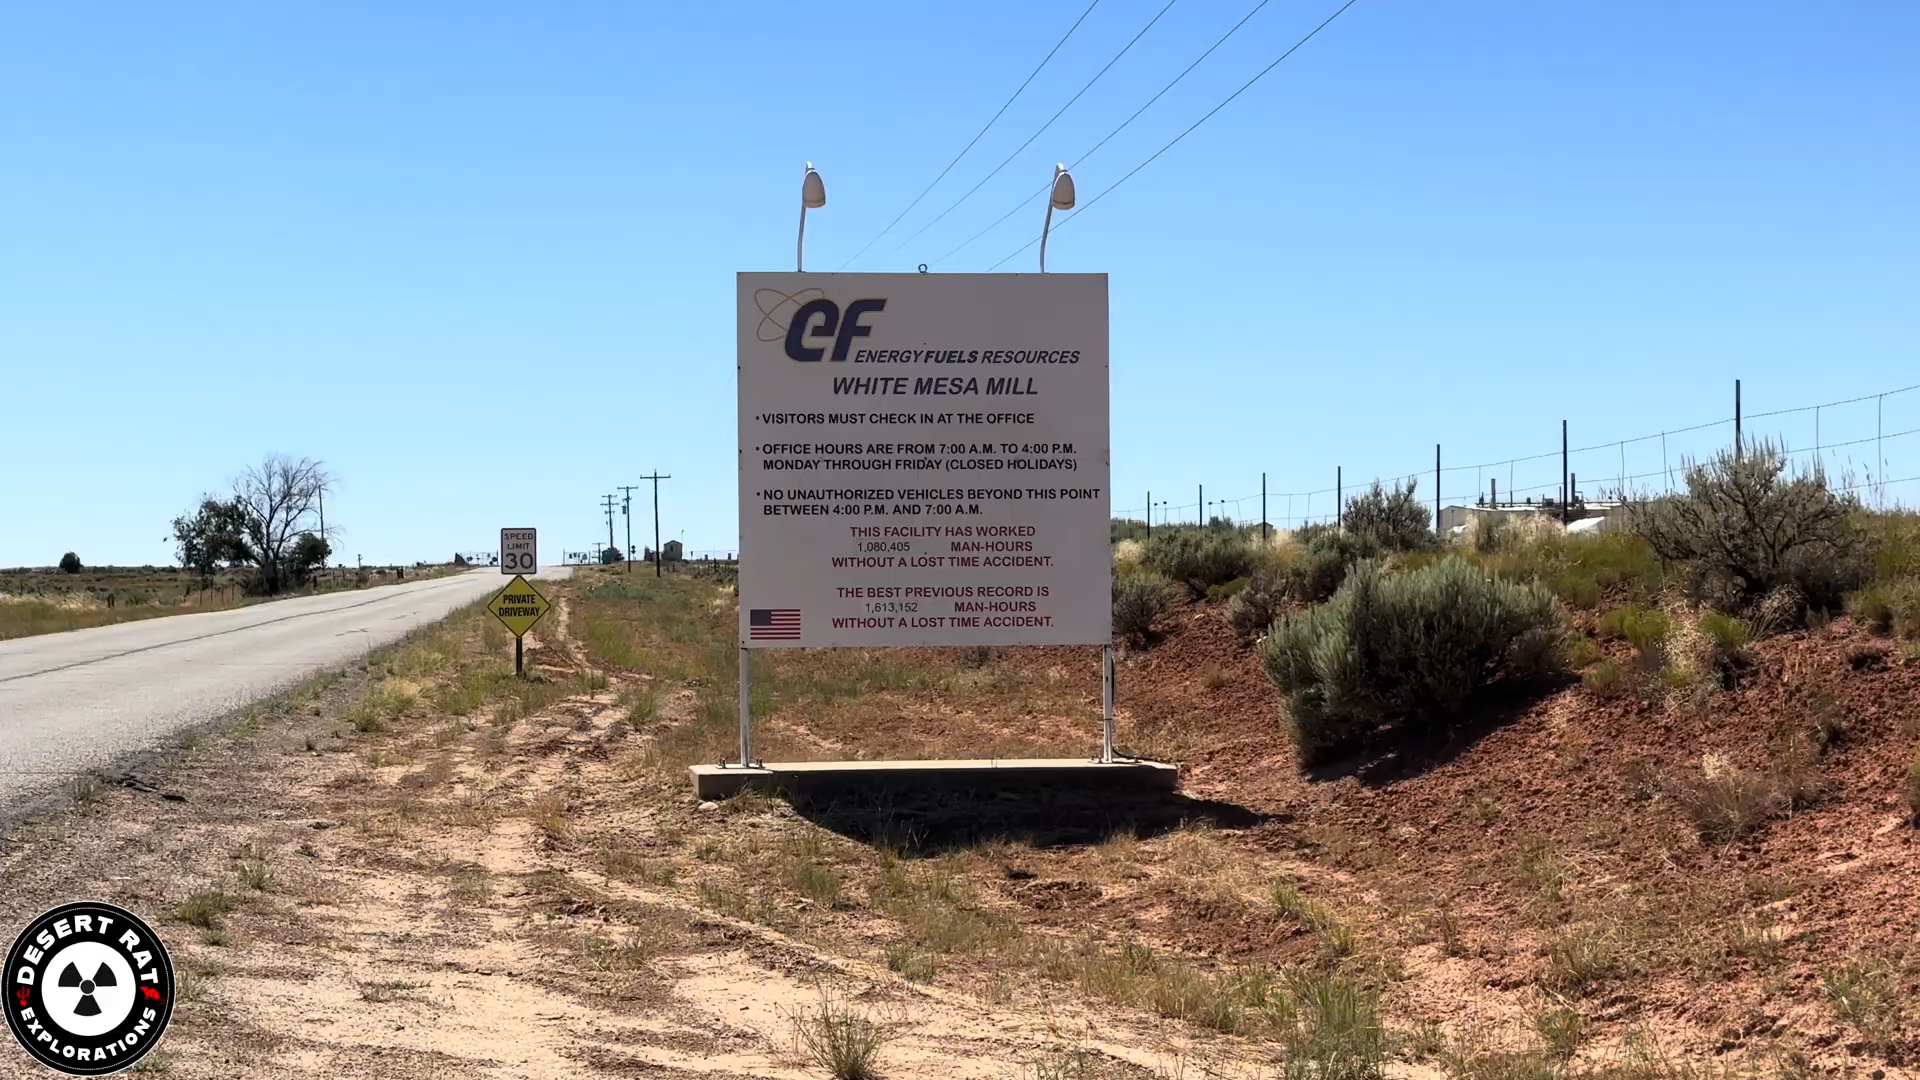 eF
ENERGY FUELS RESOURCES
WHITE MESA MILL
• VISITORS MUST CHECK IN AT THE OFFICE
• OFFICE HOURS ARE FROM 7:00 A.M. TO 4:00 P.M.
MONDAY THROUGH FRIDAY (CLOSED HOLIDAYS)
• NO UNAUTHORIZED VEHICLES BEYOND THIS POINT
BETWEEN 4:00 P.M. AND 7:00 A.M.
THIS FACILITY HAS WORKED
1,080,405 MAN-HOURS
WITHOUT A LOST TIME ACCIDENT.
THE BEST PREVIOUS RECORD IS
1,613,152 MAN-HOURS
WITHOUT A LOST TIME ACCIDENT.
SPEED
LIMIT
30
PRIVATE
DRIVEWAY
DESERT RAT
EXPLORATIONS